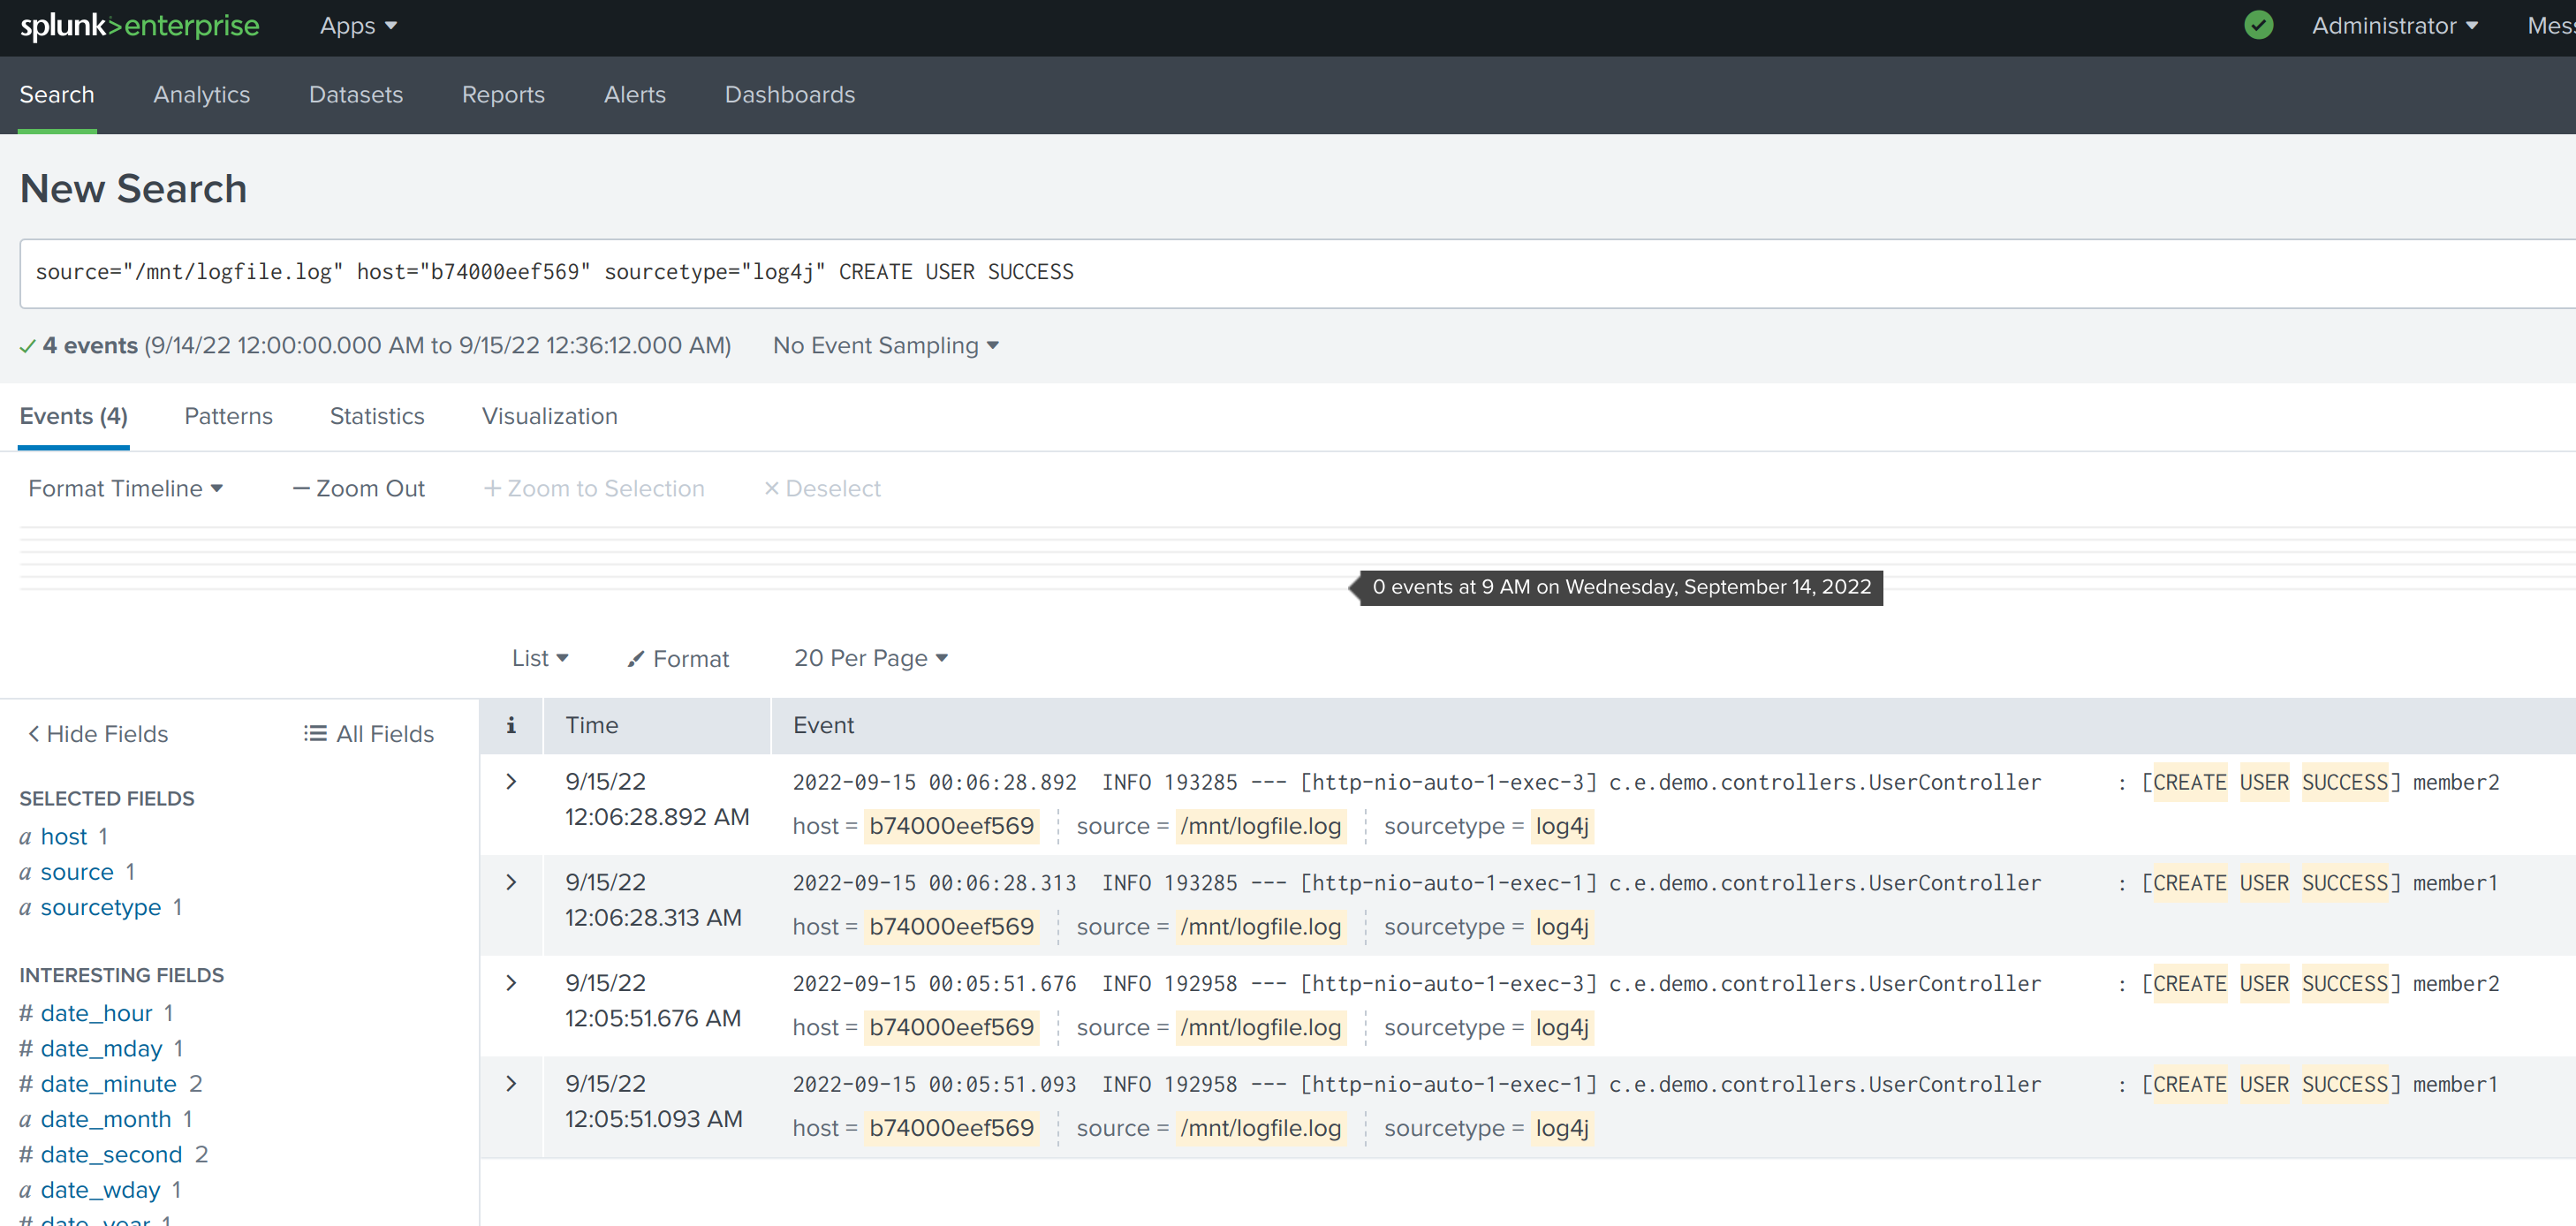 splunk>enterprise Apps Administrator
Search Analytics Datasets Reports Alerts Dashboards
New Search
source="/mnt/logfile.log" host="b74000eef569" sourcetype="log4j" CREATE USER SUCCESS
4 events (9/14/22 12:00:00.000 AM to 9/15/22 12:36:12.000 AM) No Event Sampling
Events (4) Patterns Statistics Visualization
Format Timeline — Zoom Out + Zoom to Selection × Deselect
0 events at 9 AM on Wednesday, September 14, 2022
List Format 20 Per Page
< Hide Fields All Fields
SELECTED FIELDS
a host 1
a source 1
a sourcetype 1
INTERESTING FIELDS
# date_hour 1
# date_mday 1
# date_minute 2
a date_month 1
# date_second 2
a date_wday 1
# date_year 1
i Time Event
> 9/15/22 2022-09-15 00:06:28.892 INFO 193285 --- [http-nio-auto-1-exec-3] c.e.demo.controllers.UserController : [CREATE USER SUCCESS] member2
12:06:28.892 AM host = b74000eef569 source = /mnt/logfile.log sourcetype = log4j
> 9/15/22 2022-09-15 00:06:28.313 INFO 193285 --- [http-nio-auto-1-exec-1] c.e.demo.controllers.UserController : [CREATE USER SUCCESS] member1
12:06:28.313 AM host = b74000eef569 source = /mnt/logfile.log sourcetype = log4j
> 9/15/22 2022-09-15 00:05:51.676 INFO 192958 --- [http-nio-auto-1-exec-3] c.e.demo.controllers.UserController : [CREATE USER SUCCESS] member2
12:05:51.676 AM host = b74000eef569 source = /mnt/logfile.log sourcetype = log4j
> 9/15/22 2022-09-15 00:05:51.093 INFO 192958 --- [http-nio-auto-1-exec-1] c.e.demo.controllers.UserController : [CREATE USER SUCCESS] member1
12:05:51.093 AM host = b74000eef569 source = /mnt/logfile.log sourcetype = log4j